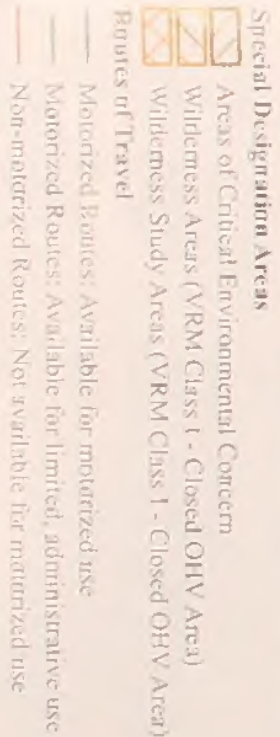 Special Designation Areas
Areas of Critical Environmental Concern
Wilderness Areas (VRM Class I - Closed OHV Area)
Wilderness Study Areas (VRM Class I - Closed OHV Area)
Routes of Travel
Motorized Routes: Available for motorized use
Motorized Routes: Available for limited, administrative use
Non-motorized Routes: Not available for motorized use